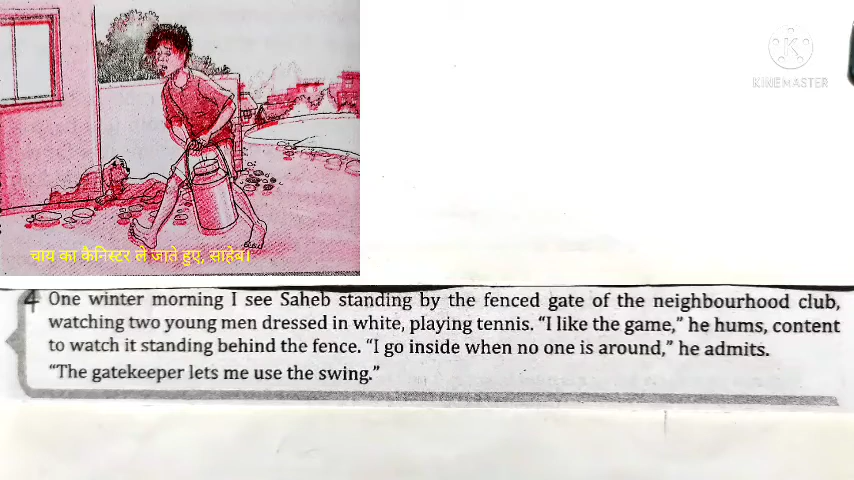 KINEMASTER
चाय का कैनिस्टर ले जाते हुए, साहेब।
4 One winter morning I see Saheb standing by the fenced gate of the neighbourhood club,
watching two young men dressed in white, playing tennis. “I like the game,” he hums, content
to watch it standing behind the fence. “I go inside when no one is around,” he admits.
“The gatekeeper lets me use the swing.”